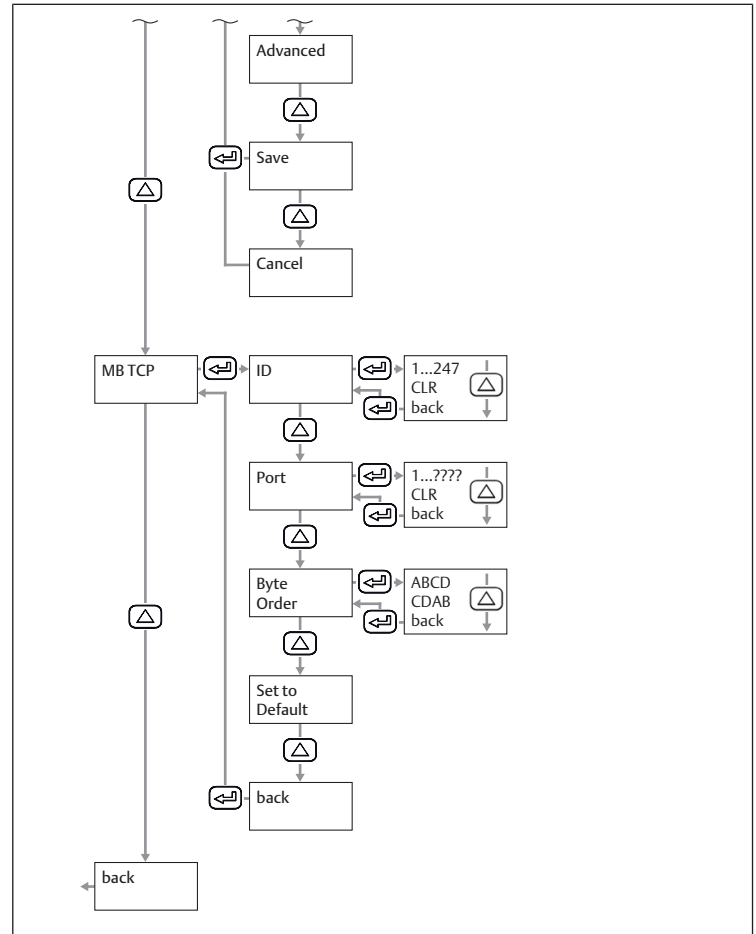 Advanced
Save
Cancel
MB TCP
ID
1...247
CLR
back
Port
1...????
CLR
back
Byte
Order
ABCD
CDAB
back
Set to
Default
back
back